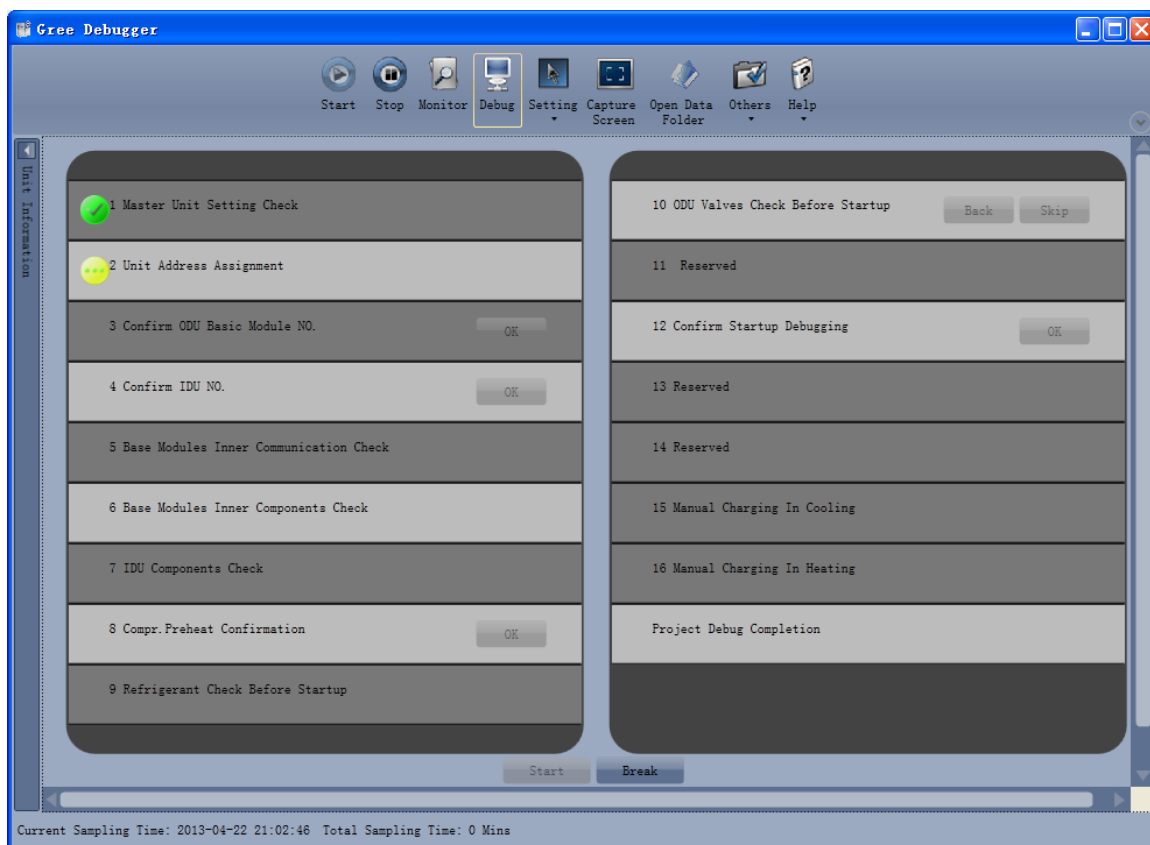 Gree Debugger
Start Stop Monitor Debug Setting Capture Screen Open Data Folder Others Help
Unit Information
1 Master Unit Setting Check
2 Unit Address Assignment
3 Confirm ODU Basic Module NO. OK
4 Confirm IDU NO. OK
5 Base Modules Inner Communication Check
6 Base Modules Inner Components Check
7 IDU Components Check
8 Compr.Preheat Confirmation OK
9 Refrigerant Check Before Startup
10 ODU Valves Check Before Startup Back Skip
11 Reserved
12 Confirm Startup Debugging OK
13 Reserved
14 Reserved
15 Manual Charging In Cooling
16 Manual Charging In Heating
Project Debug Completion
Start Break
Current Sampling Time: 2013-04-22 21:02:46 Total Sampling Time: 0 Mins